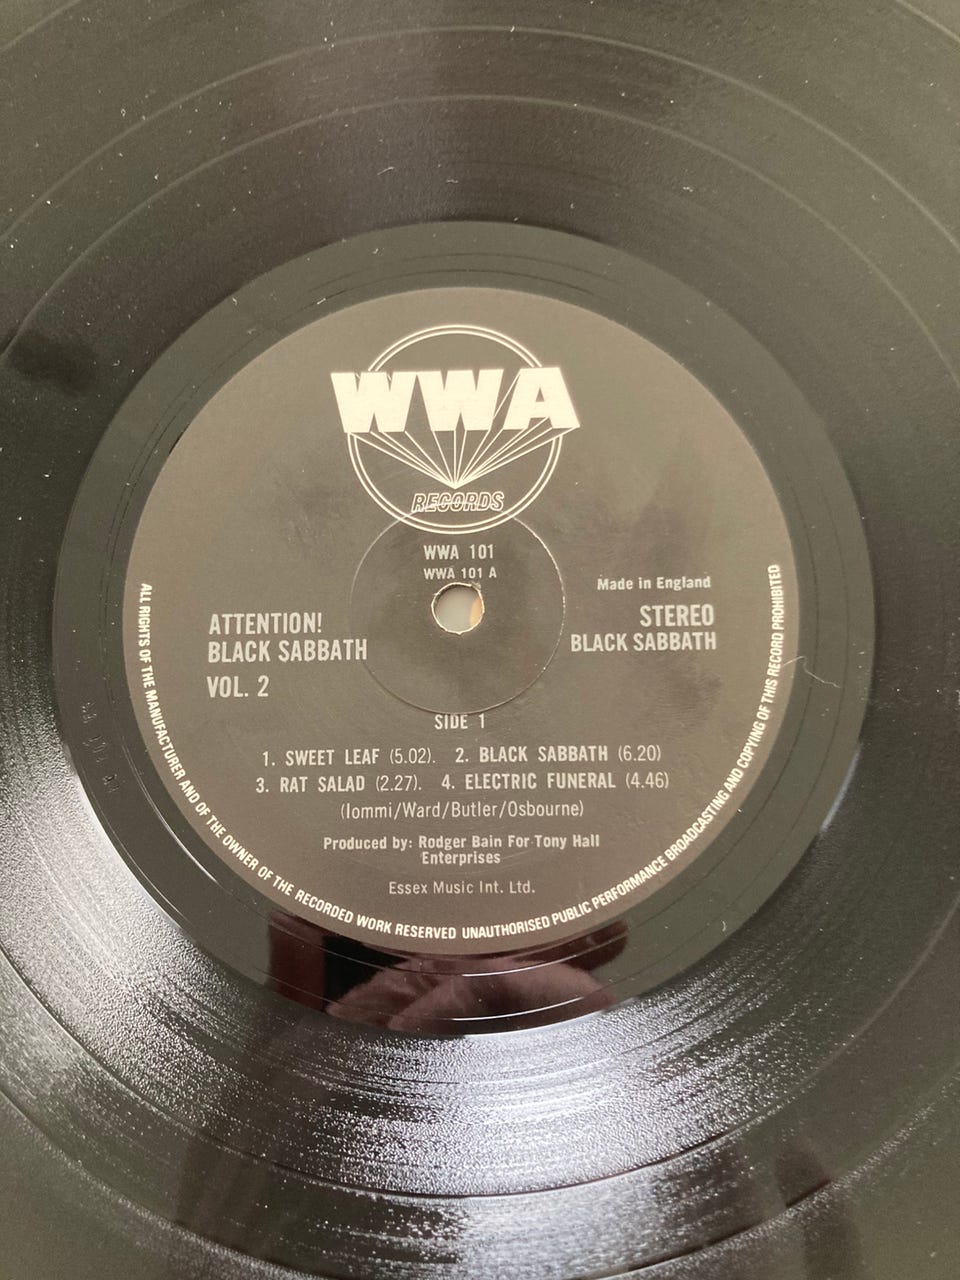 WWA
RECORDS
WWA 101
WWA 101 A
Made in England
ATTENTION!
BLACK SABBATH
VOL. 2
STEREO
BLACK SABBATH
SIDE 1
1. SWEET LEAF (5.02). 2. BLACK SABBATH (6.20)
3. RAT SALAD (2.27). 4. ELECTRIC FUNERAL (4.46)
(Iommi/Ward/Butler/Osbourne)
Produced by: Rodger Bain For Tony Hall
Enterprises
Essex Music Int. Ltd.
ALL RIGHTS OF THE MANUFACTURER AND OF THE OWNER OF THE RECORDED WORK RESERVED UNAUTHORISED PUBLIC PERFORMANCE BROADCASTING AND COPYING OF THIS RECORD PROHIBITED